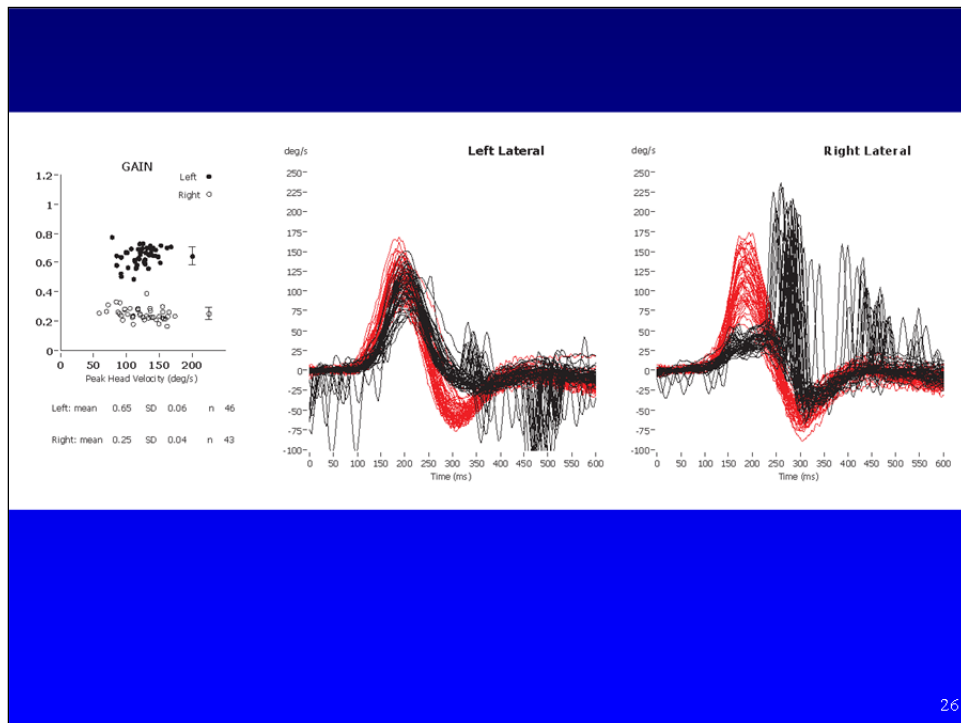 GAIN
Left ●
Right ○
1.2
1
0.8
0.6
0.4
0.2
0
0 50 100 150 200
Peak Head Velocity (deg/s)
Left: mean 0.65 SD 0.06 n 46
Right: mean 0.25 SD 0.04 n 43
deg/s
Left Lateral
250
225
200
175
150
125
100
75
50
25
0
-25
-50
-75
-100
0 50 100 150 200 250 300 350 400 450 500 550 600
Time (ms)
deg/s
Right Lateral
250
225
200
175
150
125
100
75
50
25
0
-25
-50
-75
-100
0 50 100 150 200 250 300 350 400 450 500 550 600
Time (ms)
26